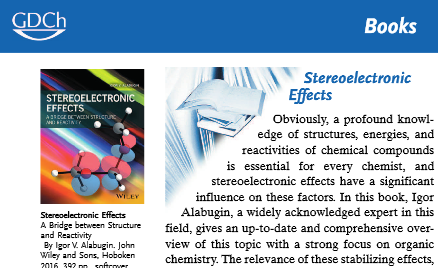 GDCh
Books
STEREOELECTRONIC
EFFECTS
A BRIDGE BETWEEN STRUCTURE
AND REACTIVITY
WILEY
Stereoelectronic Effects
A Bridge between Structure
and Reactivity
By Igor V. Alabugin. John
Wiley and Sons, Hoboken
2016. 392 pp., softcover
Stereoelectronic
Effects
Obviously, a profound knowl-
edge of structures, energies, and
reactivities of chemical compounds
is essential for every chemist, and
stereoelectronic effects have a significant
influence on these factors. In this book, Igor
Alabugin, a widely acknowledged expert in this
field, gives an up-to-date and comprehensive over-
view of this topic with a strong focus on organic
chemistry. The relevance of these stabilizing effects,